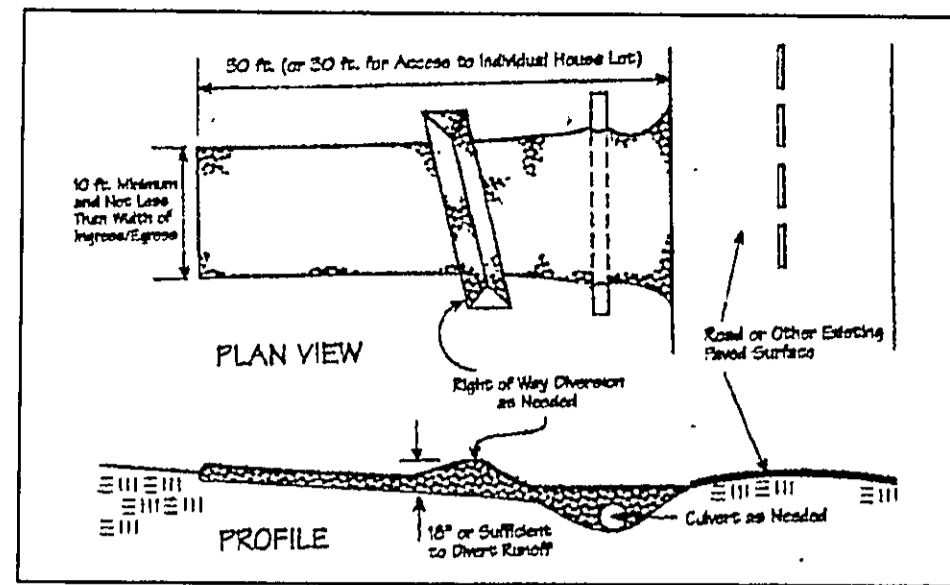 50 ft. (or 30 ft. for Access to Individual House Lot)
10 ft. Minimum
and Not Less
Than Width of
Ingress/Egress
PLAN VIEW
Right of Way Diversion
as Needed
Road or Other Existing
Paved Surface
18" or Sufficient
to Divert Runoff
Culvert as Needed
PROFILE